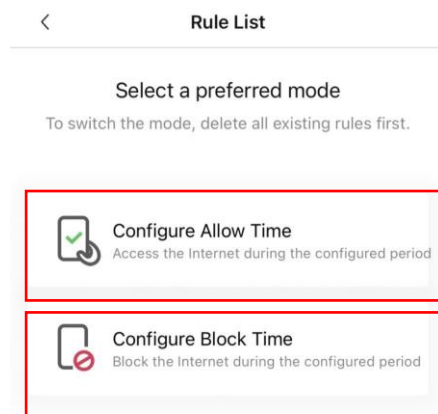 Rule List
Select a preferred mode
To switch the mode, delete all existing rules first.
Configure Allow Time
Access the Internet during the configured period
Configure Block Time
Block the Internet during the configured period